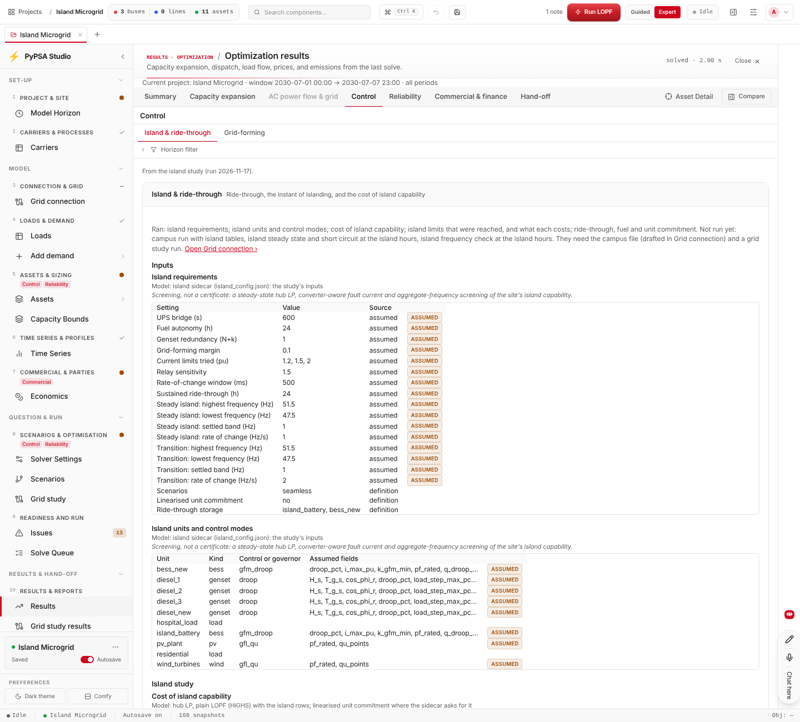 Projects / Island Microgrid
3 buses 0 lines 11 assets
Search components...
Ctrl K
1 note
Run LOPF
Guided Expert
Idle
A
Island Microgrid
PyPSA Studio
SET-UP
1 PROJECT & SITE
Model Horizon
2 CARRIERS & PROCESSES
Carriers
MODEL
3 CONNECTION & GRID
Grid connection
4 LOADS & DEMAND
Loads
Add demand
5 ASSETS & SIZING
Control Reliability
Assets
Capacity Bounds
6 TIME SERIES & PROFILES
Time Series
7 COMMERCIAL & PARTIES
Commercial
Economics
QUESTION & RUN
8 SCENARIOS & OPTIMISATION
Control Reliability
Solver Settings
Scenarios
Grid study
9 READINESS AND RUN
Issues 13
Solve Queue
RESULTS & HAND-OFF
10 RESULTS & REPORTS
Results
Grid study results
Island Microgrid
Saved Autosave
PREFERENCES
Dark theme Comfy
RESULTS · OPTIMIZATION / Optimization results
Capacity expansion, dispatch, load flow, prices, and emissions from the last solve.
solved · 2.90 s Close ×
Current project: Island Microgrid · window 2030-07-01 00:00 → 2030-07-07 23:00 · all periods
Summary Capacity expansion AC power flow & grid Control Reliability Commercial & finance Hand-off Asset Detail Compare
Control
Island & ride-through Grid-forming
Horizon filter
From the island study (run 2026-11-17).
Island & ride-through Ride-through, the instant of islanding, and the cost of island capability
Ran: island requirements; island units and control modes; cost of island capability; island limits that were reached, and what each costs; ride-through, fuel and unit commitment. Not run yet:
campus run with island tables, island steady state and short circuit at the island hours, island frequency check at the island hours. They need the campus file (drafted in Grid connection) and a grid
study run. Open Grid connection ›
Inputs
Island requirements
Model: island sidecar (island_config.json): the study's inputs
Screening, not a certificate: a steady-state hub LP, converter-aware fault current and aggregate-frequency screening of the site's island capability.
Setting Value Source
UPS bridge (s) 600 assumed ASSUMED
Fuel autonomy (h) 24 assumed ASSUMED
Genset redundancy (N+k) 1 assumed ASSUMED
Grid-forming margin 0.1 assumed ASSUMED
Current limits tried (pu) 1.2, 1.5, 2 assumed ASSUMED
Relay sensitivity 1.5 assumed ASSUMED
Rate-of-change window (ms) 500 assumed ASSUMED
Sustained ride-through (h) 24 assumed ASSUMED
Steady island: highest frequency (Hz) 51.5 assumed ASSUMED
Steady island: lowest frequency (Hz) 47.5 assumed ASSUMED
Steady island: settled band (Hz) 1 assumed ASSUMED
Steady island: rate of change (Hz/s) 1 assumed ASSUMED
Transition: highest frequency (Hz) 51.5 assumed ASSUMED
Transition: lowest frequency (Hz) 47.5 assumed ASSUMED
Transition: settled band (Hz) 1 assumed ASSUMED
Transition: rate of change (Hz/s) 2 assumed ASSUMED
Scenarios seamless definition
Linearised unit commitment no definition
Ride-through storage island_battery, bess_new definition
Island units and control modes
Model: island sidecar (island_config.json): the study's inputs
Screening, not a certificate: a steady-state hub LP, converter-aware fault current and aggregate-frequency screening of the site's island capability.
Unit Kind Control or governor Assumed fields
bess_new bess gfm_droop droop_pct, i_max_pu, k_gfm_min, pf_rated, q_droop_... ASSUMED
diesel_1 genset droop H_s, T_g_s, cos_phi_r, droop_pct, load_step_max_pc... ASSUMED
diesel_2 genset droop H_s, T_g_s, cos_phi_r, droop_pct, load_step_max_pc... ASSUMED
diesel_3 genset droop H_s, T_g_s, cos_phi_r, droop_pct, load_step_max_pc... ASSUMED
diesel_new genset droop H_s, T_g_s, cos_phi_r, droop_pct, load_step_max_pc... ASSUMED
hospital_load load
island_battery bess gfm_droop droop_pct, i_max_pu, k_gfm_min, pf_rated, q_droop_... ASSUMED
pv_plant pv gfl_qu pf_rated, qu_points ASSUMED
residential load
wind_turbines wind gfl_qu pf_rated, qu_points ASSUMED
Island study
Cost of island capability
Model: hub LP, plain LOPF (HiGHS) with the island rows; linearised unit commitment where the sidecar asks for it
Chat here
Idle Island Microgrid Autosave on 168 snapshots Obj: —